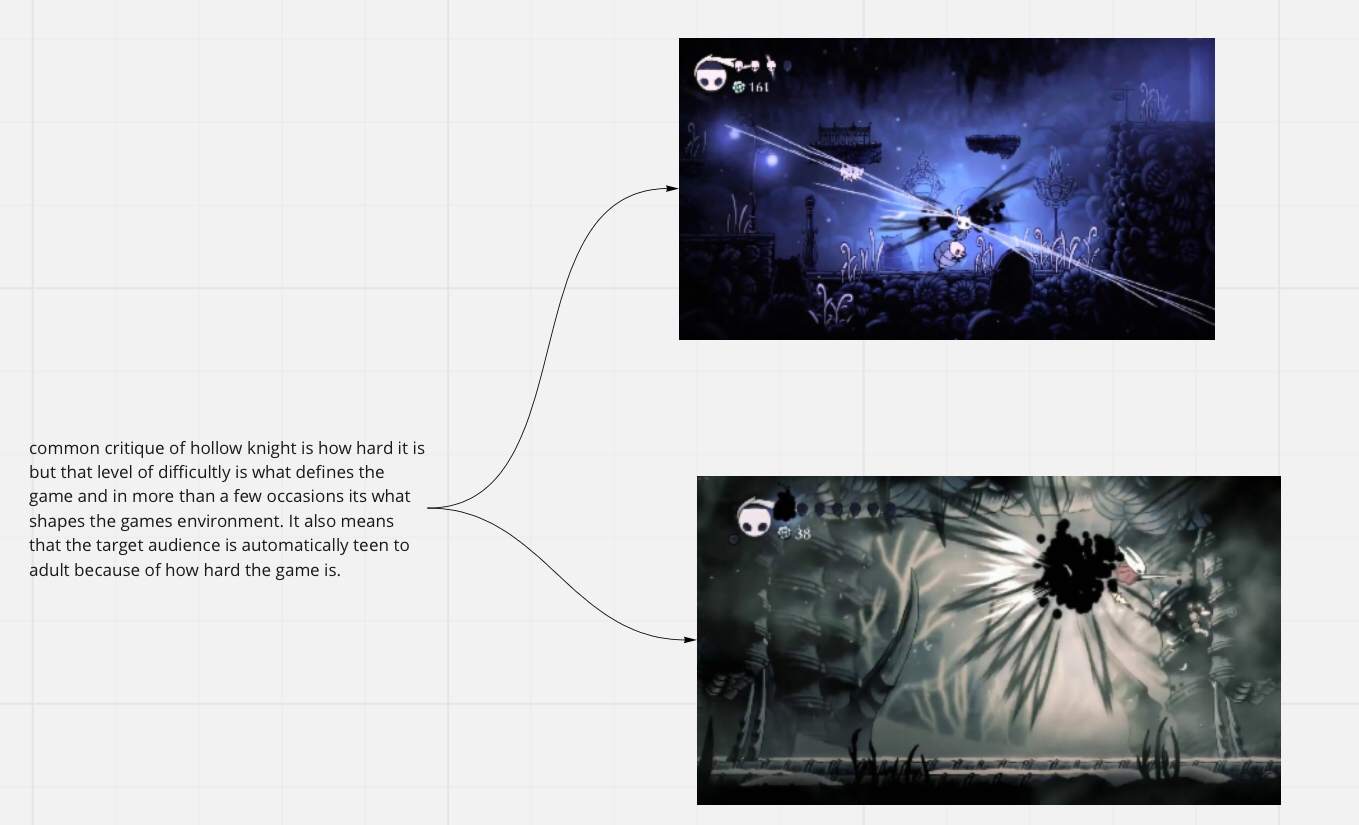 161
common critique of hollow knight is how hard it is
but that level of difficultly is what defines the
game and in more than a few occasions its what
shapes the games environment. It also means
that the target audience is automatically teen to
adult because of how hard the game is.
38